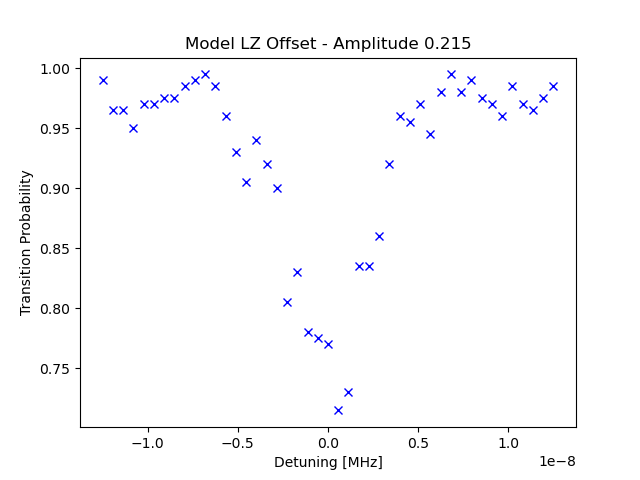 Model LZ Offset - Amplitude 0.215
1.00
0.95
0.90
0.85
0.80
0.75
Transition Probability
−1.0 −0.5 0.0 0.5 1.0
1e−8
Detuning [MHz]